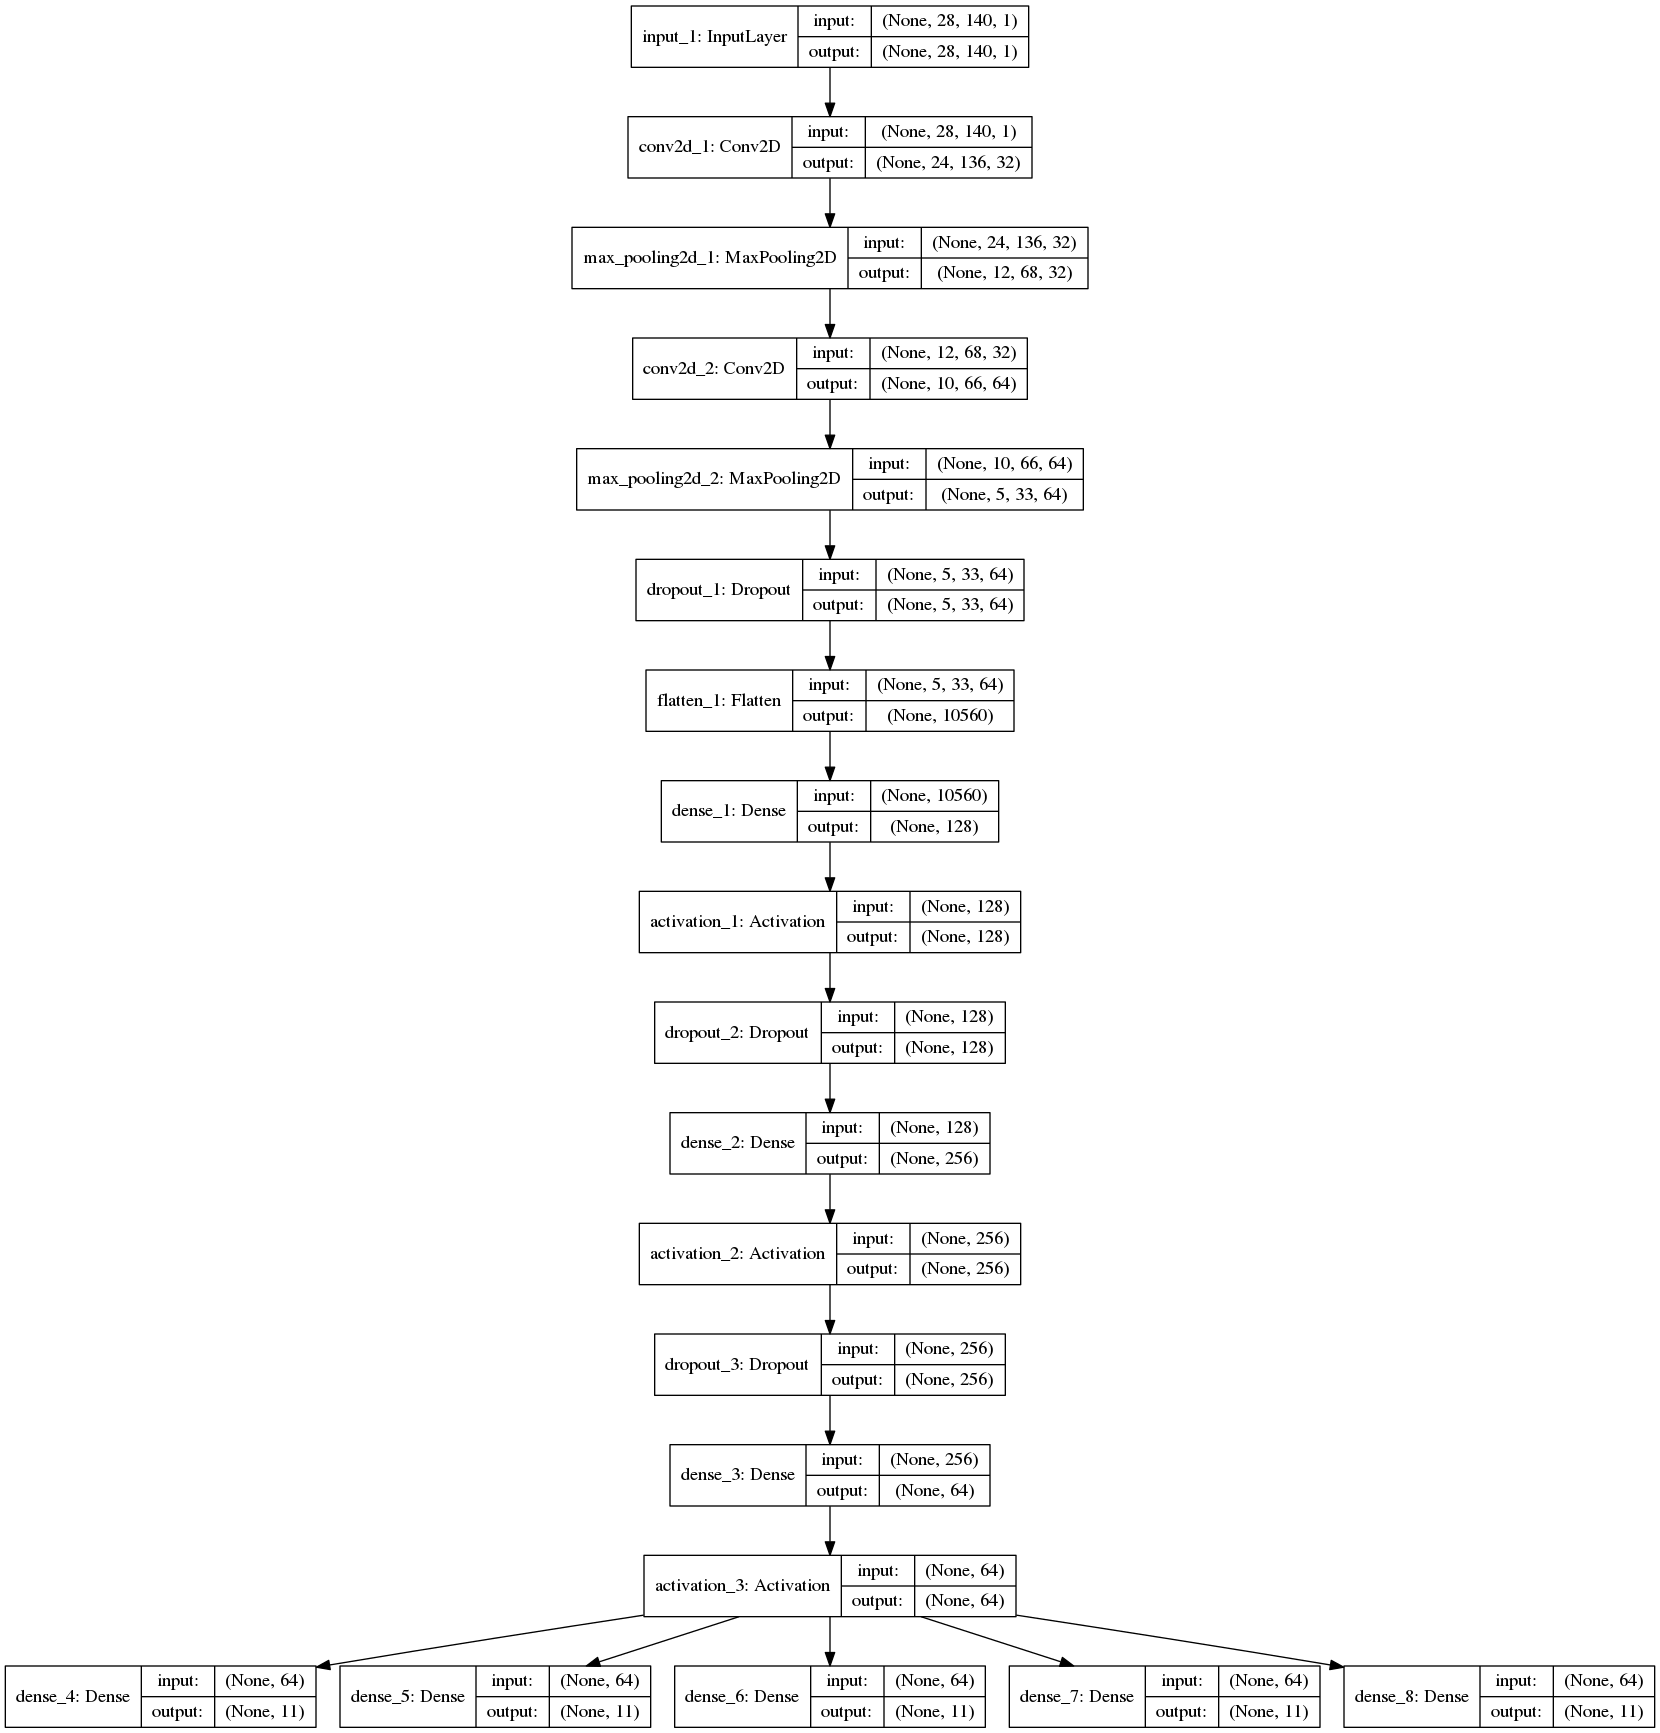 input_1: InputLayer
input: (None, 28, 140, 1)
output: (None, 28, 140, 1)
conv2d_1: Conv2D
input: (None, 28, 140, 1)
output: (None, 24, 136, 32)
max_pooling2d_1: MaxPooling2D
input: (None, 24, 136, 32)
output: (None, 12, 68, 32)
conv2d_2: Conv2D
input: (None, 12, 68, 32)
output: (None, 10, 66, 64)
max_pooling2d_2: MaxPooling2D
input: (None, 10, 66, 64)
output: (None, 5, 33, 64)
dropout_1: Dropout
input: (None, 5, 33, 64)
output: (None, 5, 33, 64)
flatten_1: Flatten
input: (None, 5, 33, 64)
output: (None, 10560)
dense_1: Dense
input: (None, 10560)
output: (None, 128)
activation_1: Activation
input: (None, 128)
output: (None, 128)
dropout_2: Dropout
input: (None, 128)
output: (None, 128)
dense_2: Dense
input: (None, 128)
output: (None, 256)
activation_2: Activation
input: (None, 256)
output: (None, 256)
dropout_3: Dropout
input: (None, 256)
output: (None, 256)
dense_3: Dense
input: (None, 256)
output: (None, 64)
activation_3: Activation
input: (None, 64)
output: (None, 64)
dense_4: Dense
input: (None, 64)
output: (None, 11)
dense_5: Dense
input: (None, 64)
output: (None, 11)
dense_6: Dense
input: (None, 64)
output: (None, 11)
dense_7: Dense
input: (None, 64)
output: (None, 11)
dense_8: Dense
input: (None, 64)
output: (None, 11)